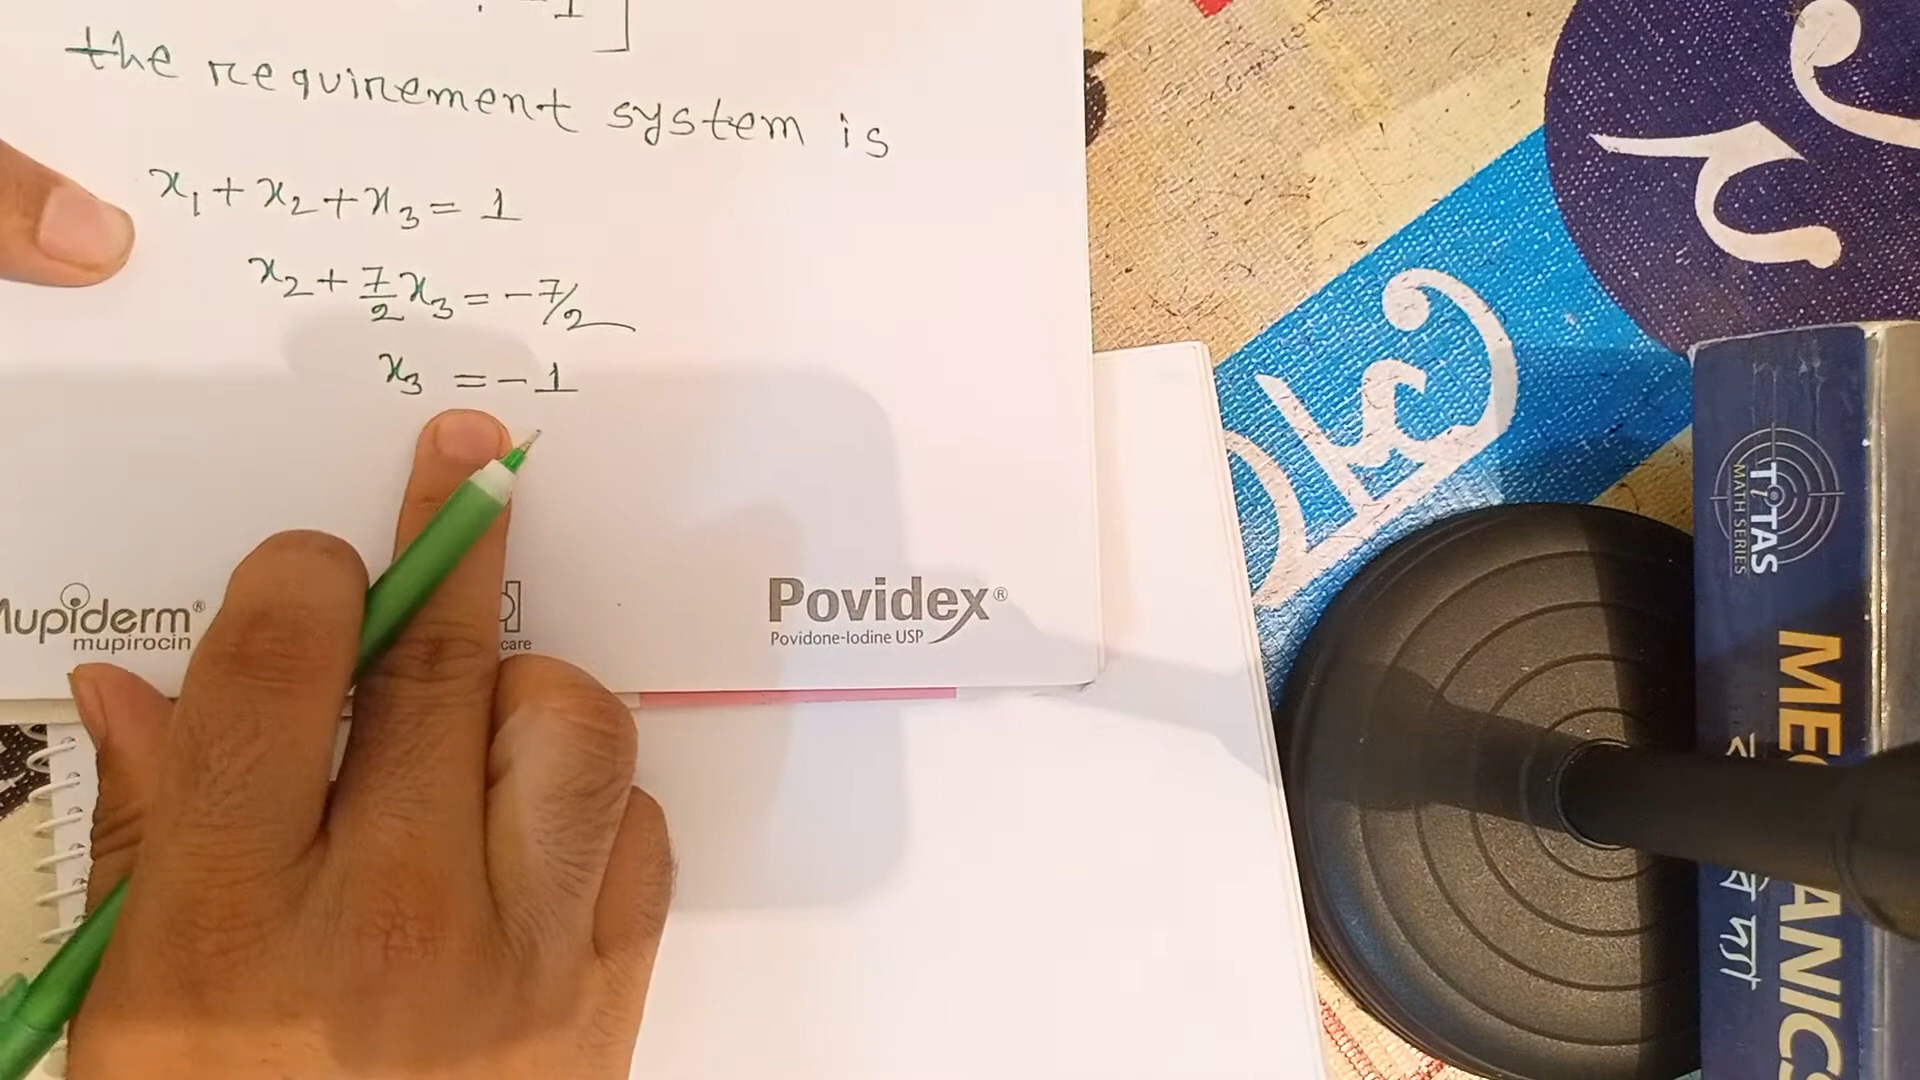 -1]
the requirement system is
x₁ + x₂ + x₃ = 1
x₂ + 7/2 x₃ = -7/2
x₃ = -1
Mupiderm®
mupirocin
care
Povidex®
Povidone-Iodine USP
TiTAS
MATH SERIES